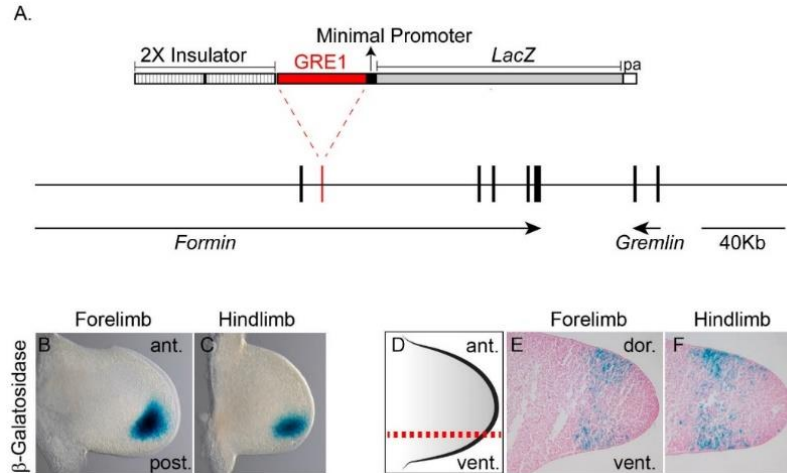 A.
Minimal Promoter
2X Insulator GRE1 LacZ pa
Formin Gremlin 40Kb
Forelimb Hindlimb Forelimb Hindlimb
β-Galatosidase
B ant. C D ant. E dor. F
post. vent. vent.